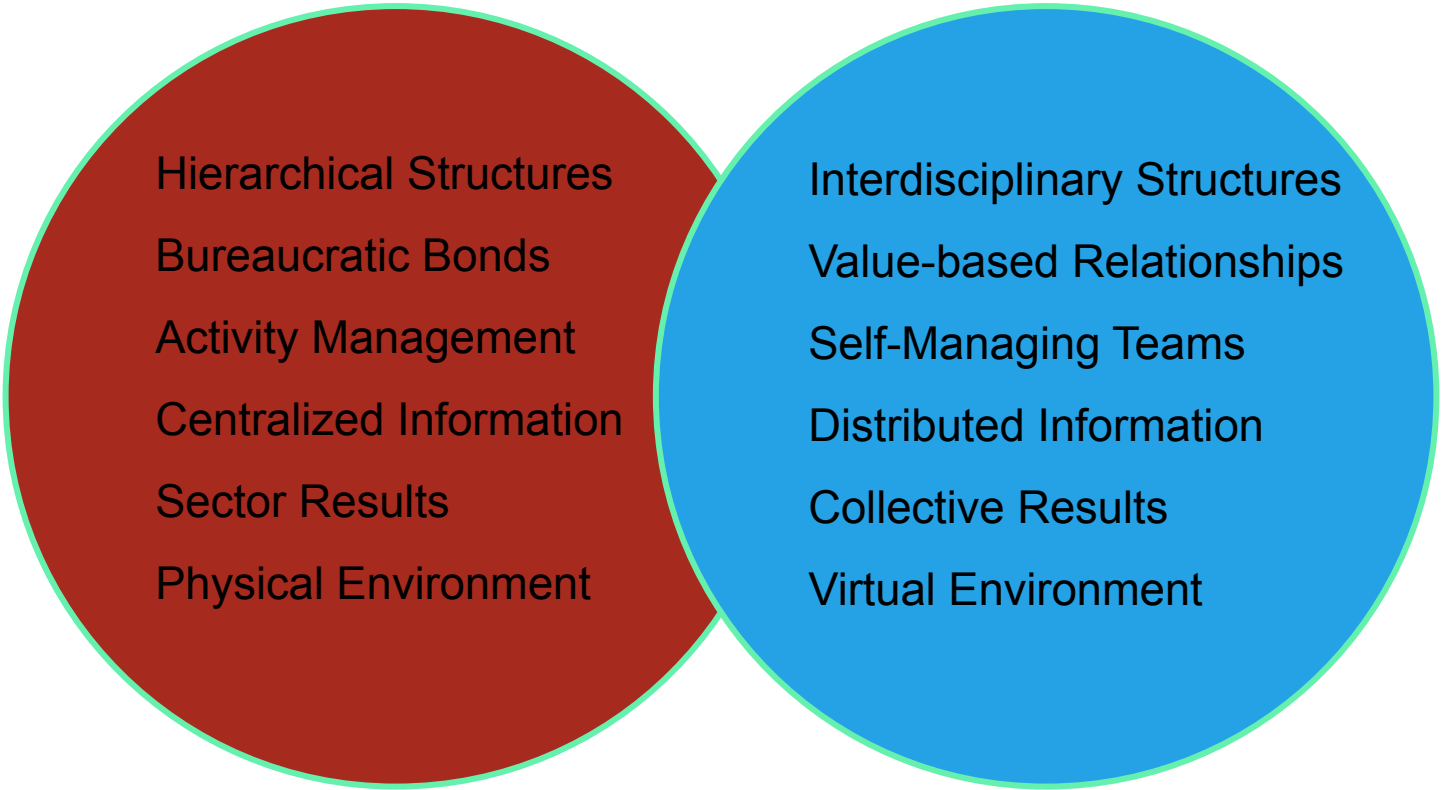 Hierarchical Structures
Bureaucratic Bonds
Activity Management
Centralized Information
Sector Results
Physical Environment
Interdisciplinary Structures
Value-based Relationships
Self-Managing Teams
Distributed Information
Collective Results
Virtual Environment